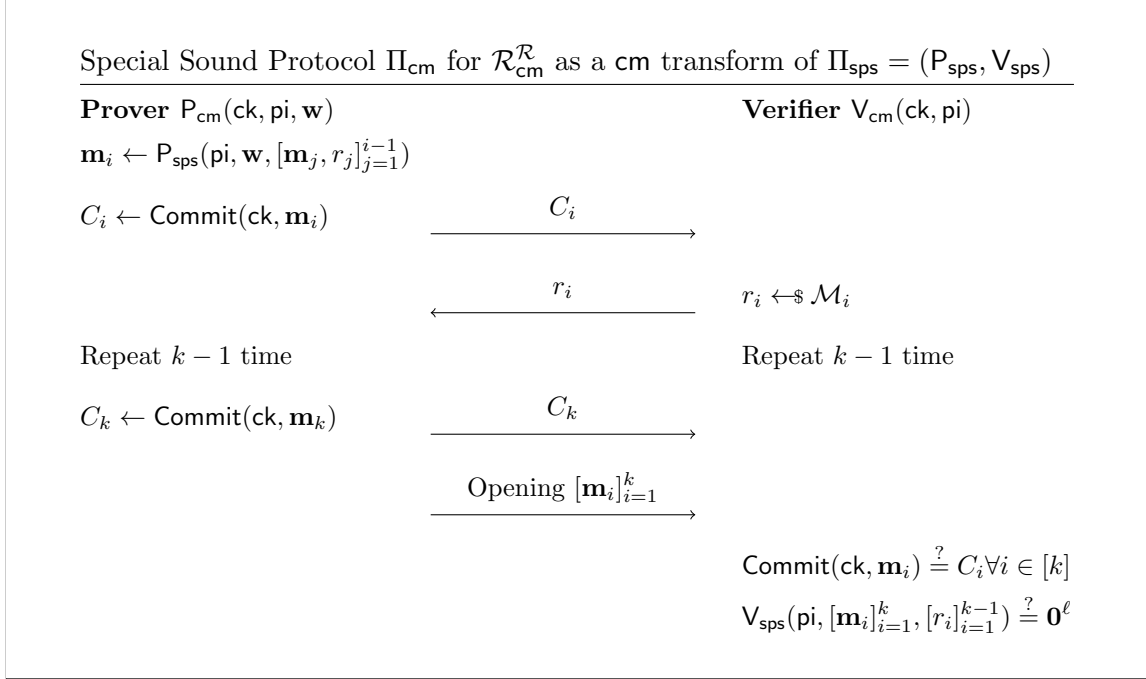 Special Sound Protocol Π_cm for R^R_cm as a cm transform of Π_sps = (P_sps, V_sps)
Prover P_cm(ck, pi, w) Verifier V_cm(ck, pi)
m_i ← P_sps(pi, w, [m_j, r_j]_{j=1}^{i−1})
C_i ← Commit(ck, m_i) C_i
r_i r_i ←$ M_i
Repeat k − 1 time Repeat k − 1 time
C_k ← Commit(ck, m_k) C_k
Opening [m_i]_{i=1}^k
Commit(ck, m_i) ≟ C_i∀i ∈ [k]
V_sps(pi, [m_i]_{i=1}^k, [r_i]_{i=1}^{k−1}) ≟ 0^ℓ